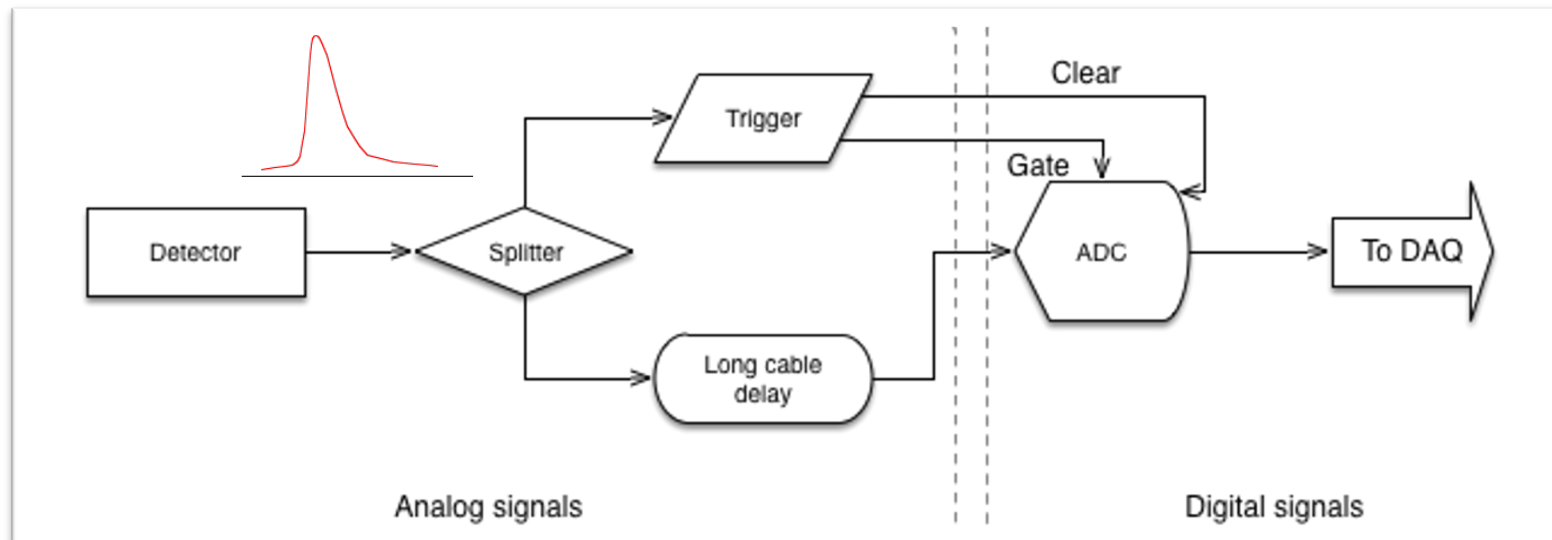 Clear
Trigger
Gate
Detector
Splitter
ADC
To DAQ
Long cable
delay
Analog signals
Digital signals